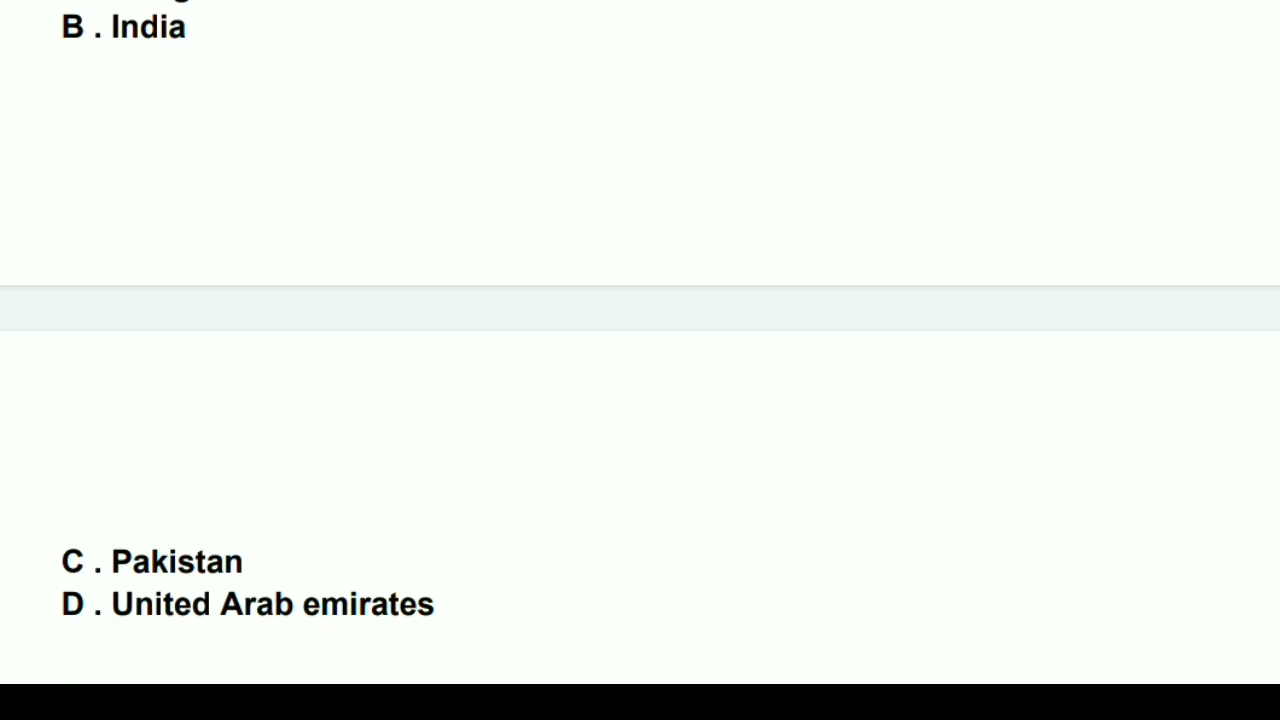 B . India
C . Pakistan
D . United Arab emirates